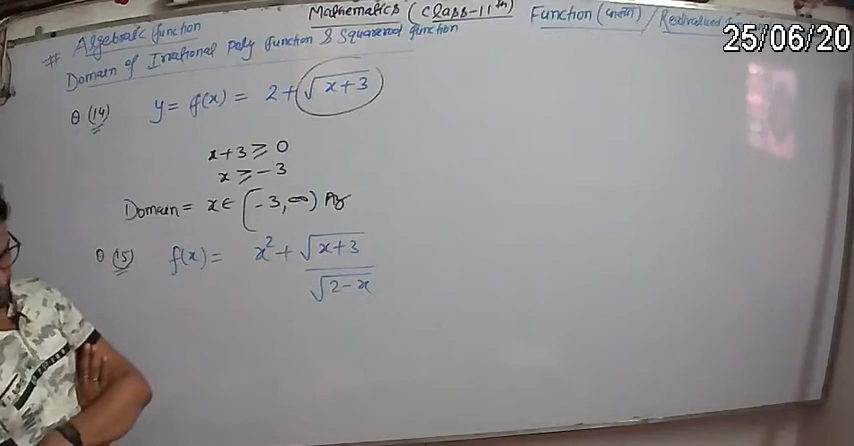 Mathematics (class-11th) Function (फलन) / Realvalued
25/06/20
# Algebraic function
Domain of Irrational Poly function & Squareroot function
Q (14) y = f(x) = 2 + √x+3
x+3 ≥ 0
x ≥ -3
Domain = x ∈ [-3, ∞) Ans
Q (15) f(x) = x² + √x+3 / √2-x